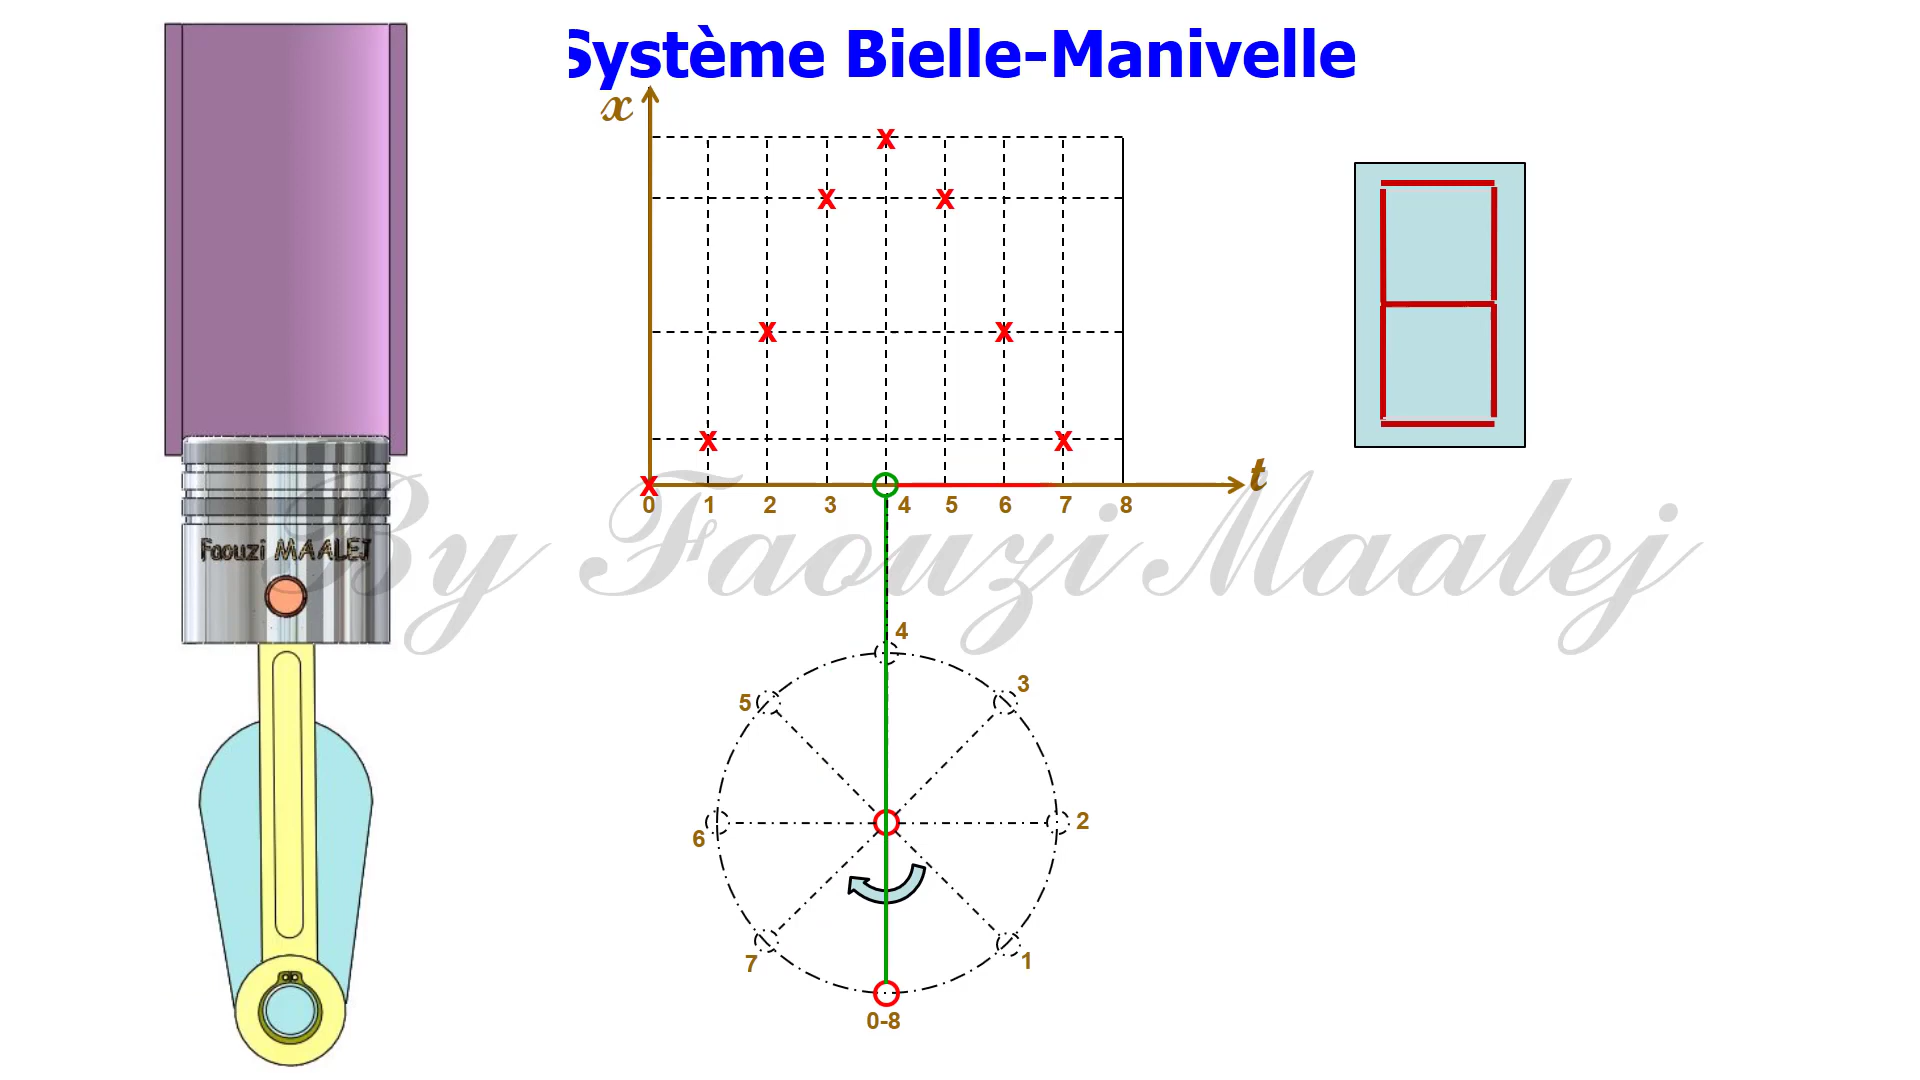 Système Bielle-Manivelle
x
x
x x
x x
x x
x
t
0 1 2 3 4 5 6 7 8
8
Faouzi MAALEJ
By Faouzi Maalej
4
5
3
6
2
7
1
0-8